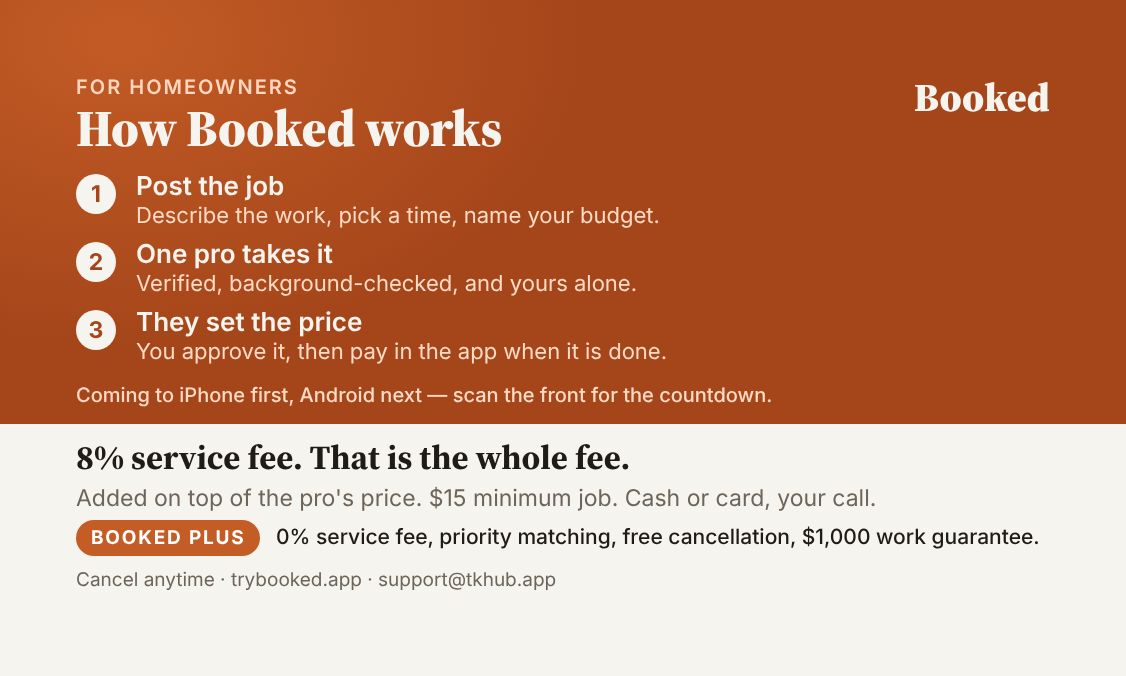 FOR HOMEOWNERS
How Booked works
Booked
1 Post the job
Describe the work, pick a time, name your budget.
2 One pro takes it
Verified, background-checked, and yours alone.
3 They set the price
You approve it, then pay in the app when it is done.
Coming to iPhone first, Android next — scan the front for the countdown.
8% service fee. That is the whole fee.
Added on top of the pro's price. $15 minimum job. Cash or card, your call.
BOOKED PLUS 0% service fee, priority matching, free cancellation, $1,000 work guarantee.
Cancel anytime · trybooked.app · support@tkhub.app